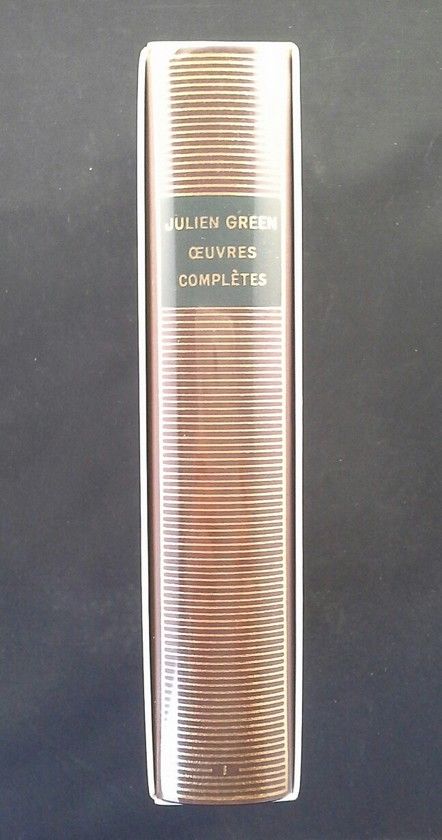 JULIEN GREEN
ŒUVRES
COMPLÈTES
I